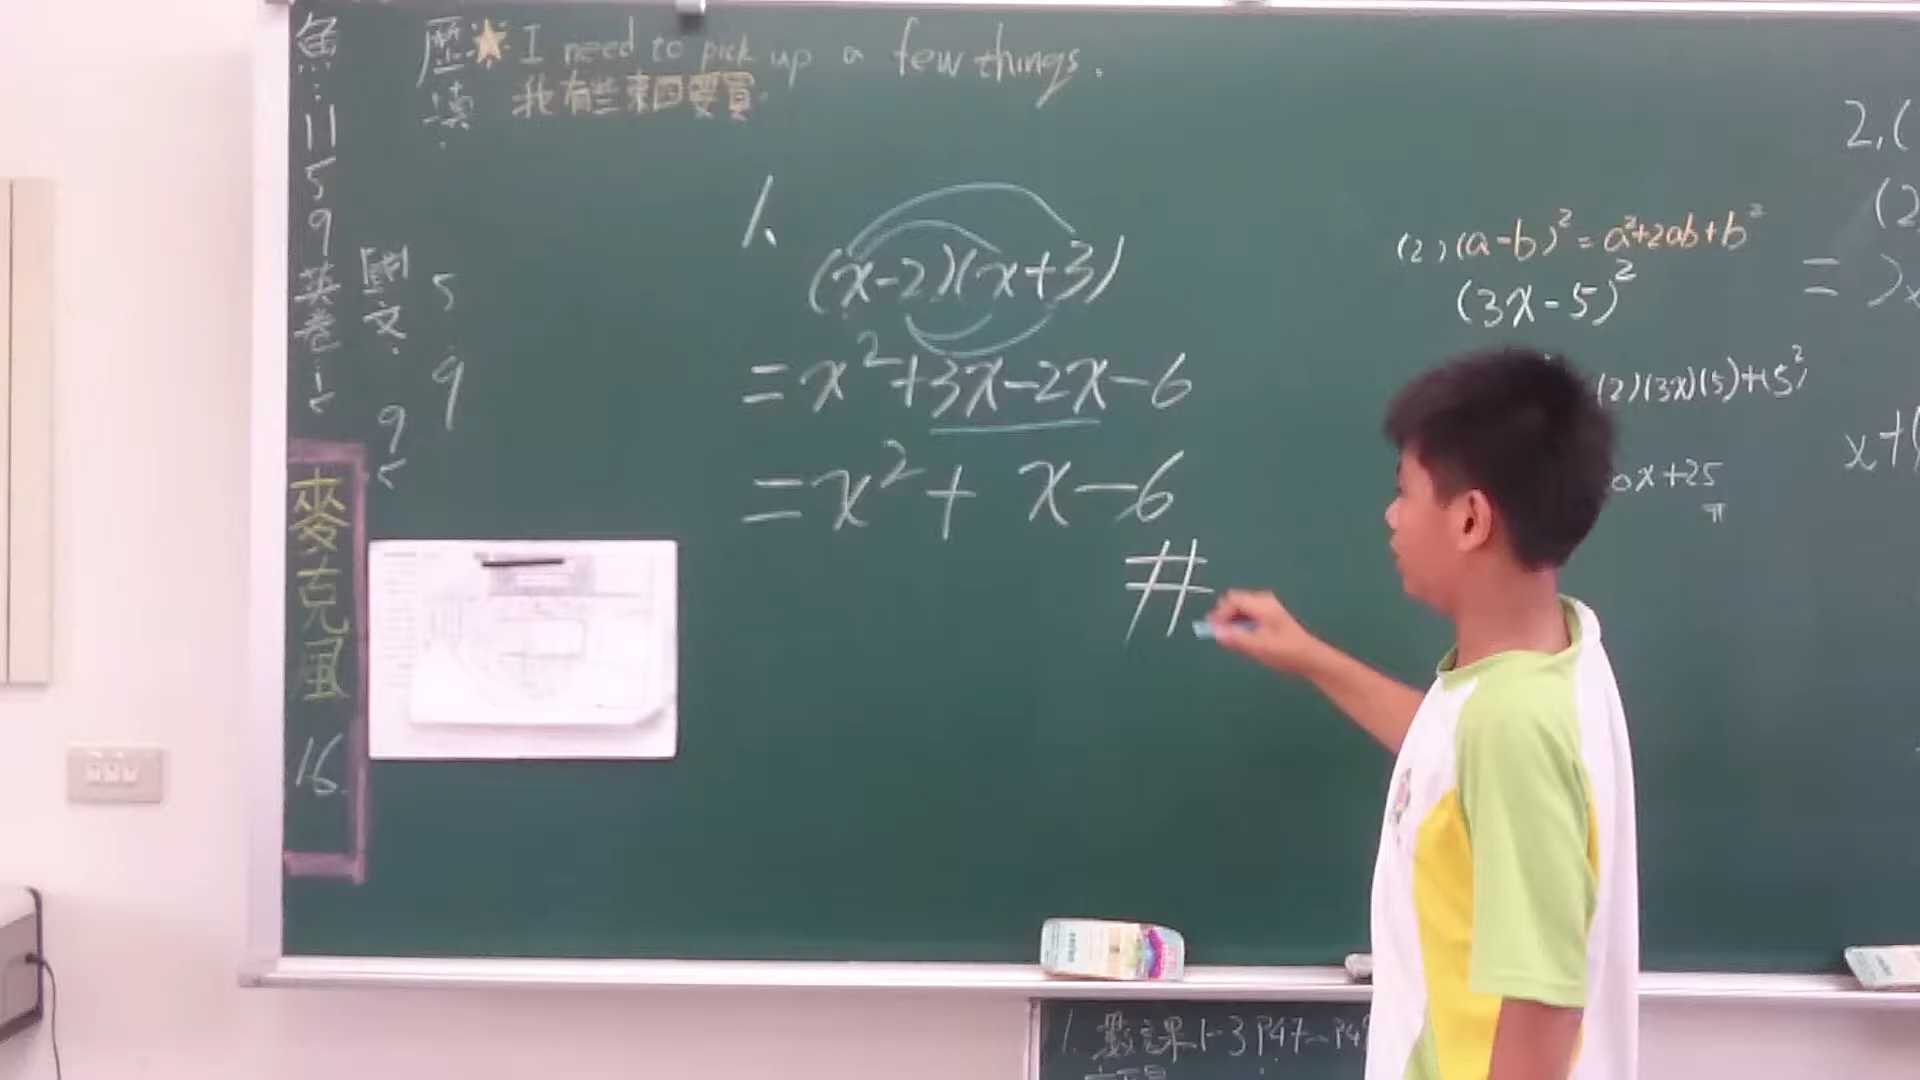 魚:11 5 9 英卷
國文.9
5 9
麥克風 16.
歷填
★ I need to pick up a few things.
我有些東西要買.
1.
(x-2)(x+3)
=x²+3x-2x-6
=x²+ x-6
#
(2)(a-b)²=a²+2ab+b²
(3x-5)²
(2)(3x)(5)+(5²)
0x+25
2.(
(2
= 2x
x+(
1. 數課1-3 P47~P4